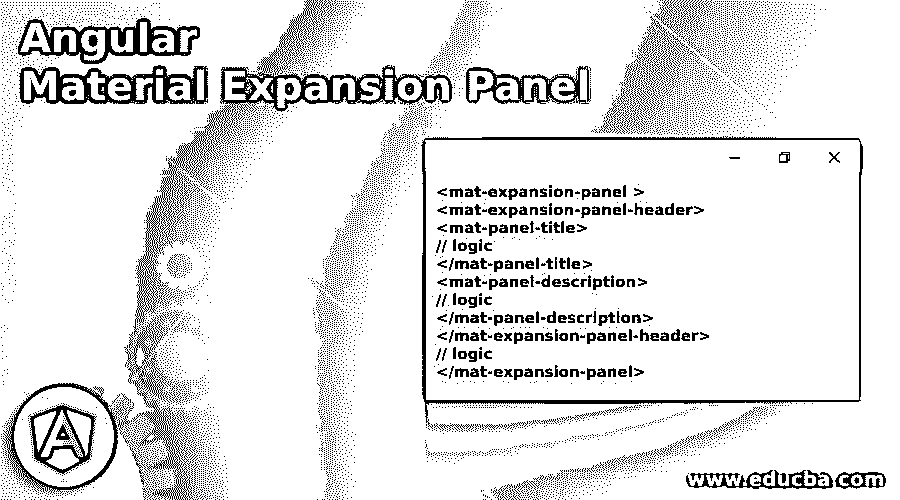 Angular
Material Expansion Panel
<mat-expansion-panel >
<mat-expansion-panel-header>
<mat-panel-title>
// logic
</mat-panel-title>
<mat-panel-description>
// logic
</mat-panel-description>
</mat-expansion-panel-header>
// logic
</mat-expansion-panel>
www.educba.com